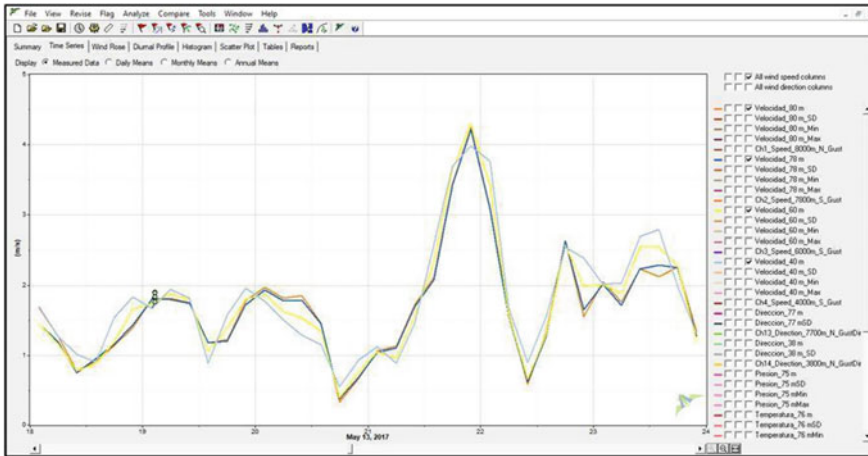 File View Revise Flag Analyze Compare Tools Window Help
Summary Time Series Wind Rose Diurnal Profile Histogram Scatter Plot Tables Reports
Display Measured Data Daily Means Monthly Means Annual Means
All wind speed columns
All wind direction columns
Velocidad_80 m
Velocidad_80 m_SD
Velocidad_80 m_Min
Velocidad_80 m_Max
Ch1_Speed_8000m_N_Gust
Velocidad_78 m
Velocidad_78 m_SD
Velocidad_78 m_Min
Velocidad_78 m_Max
Ch2_Speed_7800m_S_Gust
Velocidad_60 m
Velocidad_60 m_SD
Velocidad_60 m_Min
Velocidad_60 m_Max
Ch3_Speed_6000m_S_Gust
Velocidad_40 m
Velocidad_40 m_SD
Velocidad_40 m_Min
Velocidad_40 m_Max
Ch4_Speed_4000m_S_Gust
Direccion_77 m
Direccion_77 mSD
Ch13_Direction_7700m_N_GustDir
Direccion_38 m
Direccion_38 m_SD
Ch14_Direction_3800m_N_GustDir
Presion_75 m
Presion_75 mSD
Presion_75 mMin
Presion_75 mMax
Temperatura_76 m
Temperatura_76 mSD
Temperatura_76 mMin
5
4
3
2
1
0
(m/s)
18 19 20 22 23 24
May 13, 2017